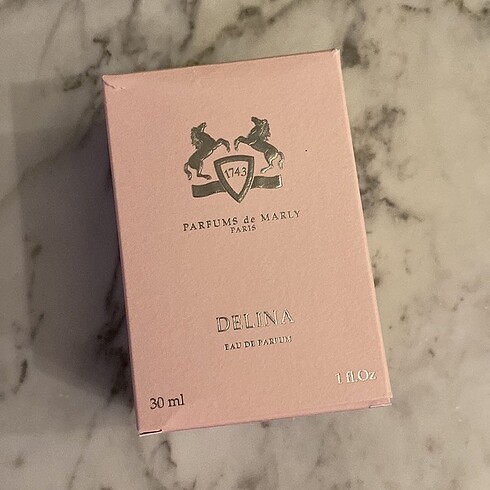 1743
PARFUMS de MARLY
PARIS
DELINA
EAU DE PARFUM
30 ml
1 fl.Oz